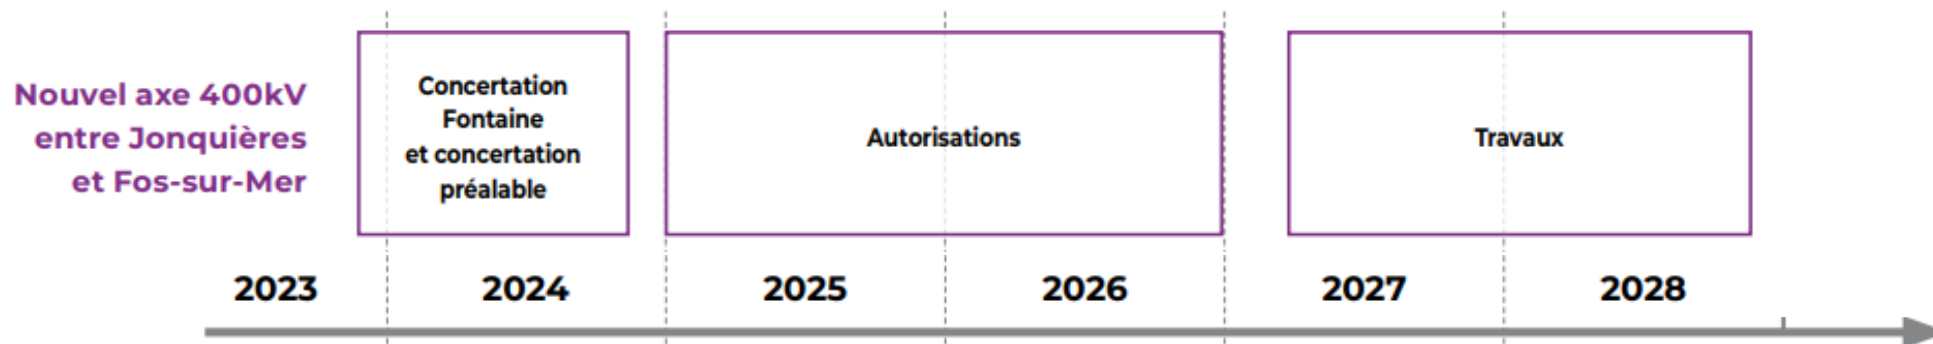 Nouvel axe 400kV
entre Jonquières
et Fos-sur-Mer
Concertation
Fontaine
et concertation
préalable
Autorisations
Travaux
2023 2024 2025 2026 2027 2028